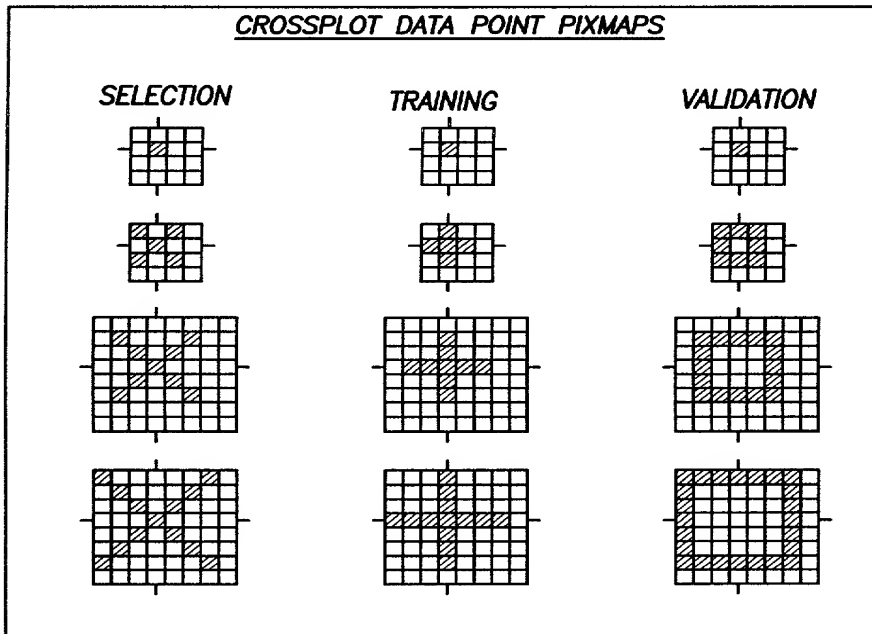 CROSSPLOT DATA POINT PIXMAPS
SELECTION TRAINING VALIDATION